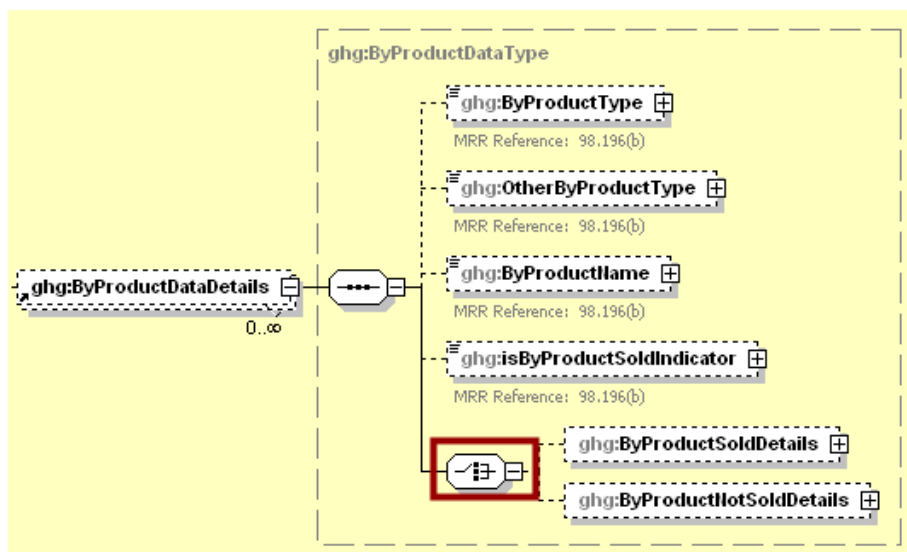 ghg:ByProductDataType
ghg:ByProductType
MRR Reference: 98.196(b)
ghg:OtherByProductType
MRR Reference: 98.196(b)
ghg:ByProductDataDetails
0..∞
ghg:ByProductName
MRR Reference: 98.196(b)
ghg:isByProductSoldIndicator
MRR Reference: 98.196(b)
ghg:ByProductSoldDetails
ghg:ByProductNotSoldDetails